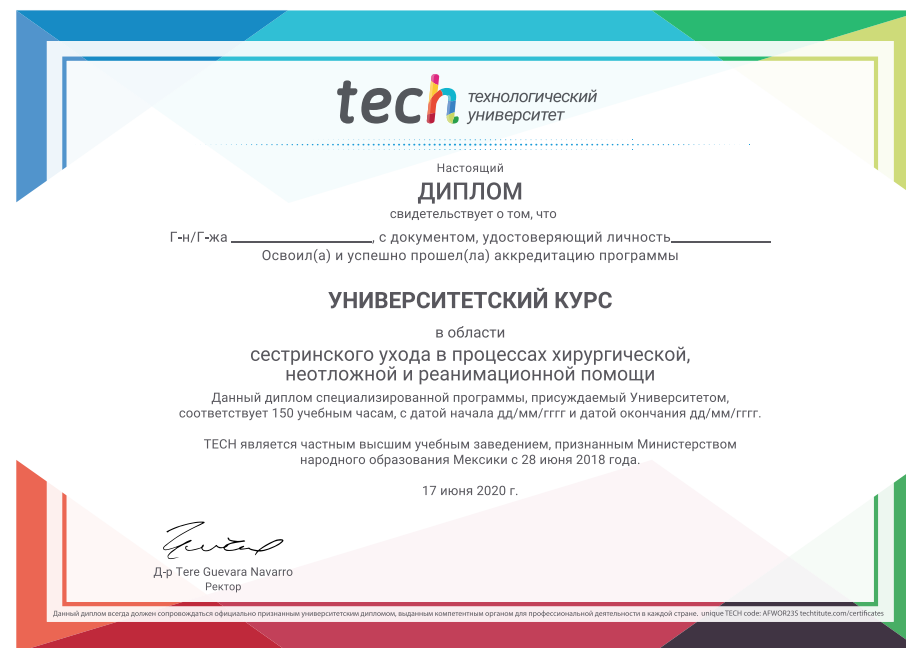 tech технологический
университет
Настоящий
ДИПЛОМ
свидетельствует о том, что
Г-н/Г-жа ____________________, с документом, удостоверяющий личность______________
Освоил(а) и успешно прошел(ла) аккредитацию программы
УНИВЕРСИТЕТСКИЙ КУРС
в области
сестринского ухода в процессах хирургической,
неотложной и реанимационной помощи
Данный диплом специализированной программы, присуждаемый Университетом,
соответствует 150 учебным часам, с датой начала дд/мм/гггг и датой окончания дд/мм/гггг.
TECH является частным высшим учебным заведением, признанным Министерством
народного образования Мексики с 28 июня 2018 года.
17 июня 2020 г.
Д-р Tere Guevara Navarro
Ректор
Данный диплом всегда должен сопровождаться официально признанным университетским дипломом, выданным компетентным органом для профессиональной деятельности в каждой стране. unique TECH code: AFWOR23S techtitute.com/certificates